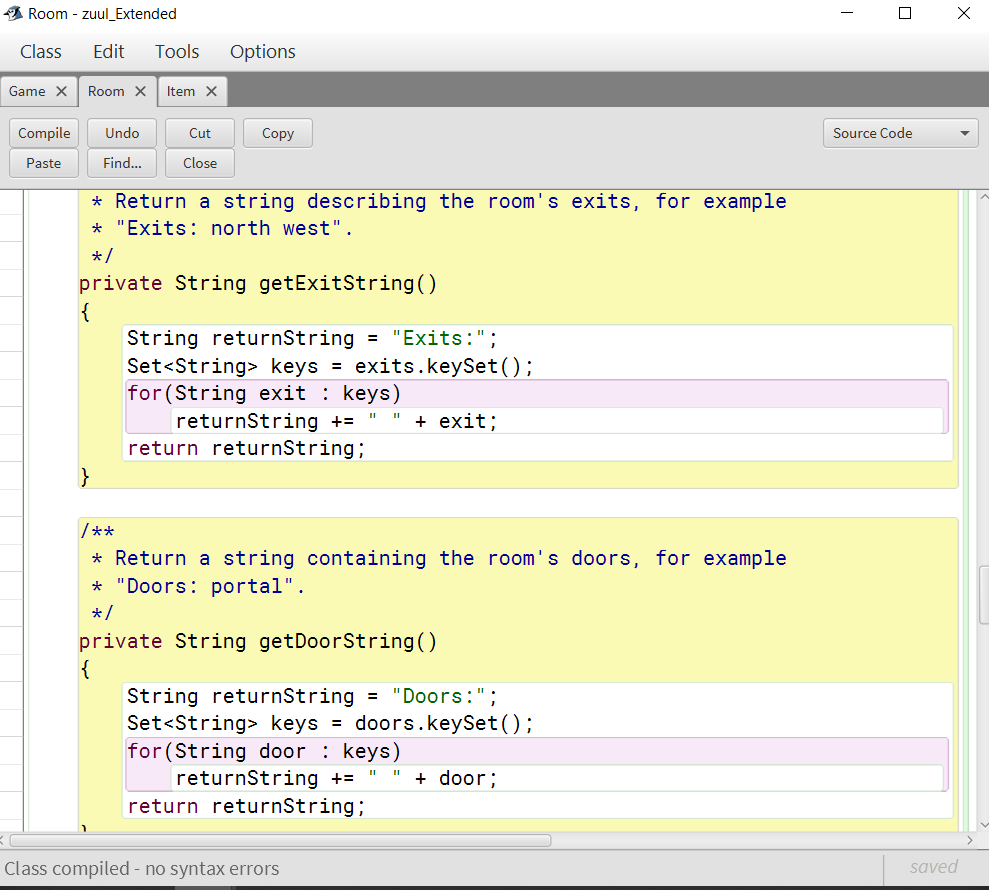 Room - zuul_Extended
Class Edit Tools Options
Game Room Item
Compile Undo Cut Copy Source Code
Paste Find... Close
* Return a string describing the room's exits, for example
* "Exits: north west".
*/
private String getExitString()
{
String returnString = "Exits:";
Set<String> keys = exits.keySet();
for(String exit : keys)
returnString += " " + exit;
return returnString;
}
/**
* Return a string containing the room's doors, for example
* "Doors: portal".
*/
private String getDoorString()
{
String returnString = "Doors:";
Set<String> keys = doors.keySet();
for(String door : keys)
returnString += " " + door;
return returnString;
}
Class compiled - no syntax errors saved